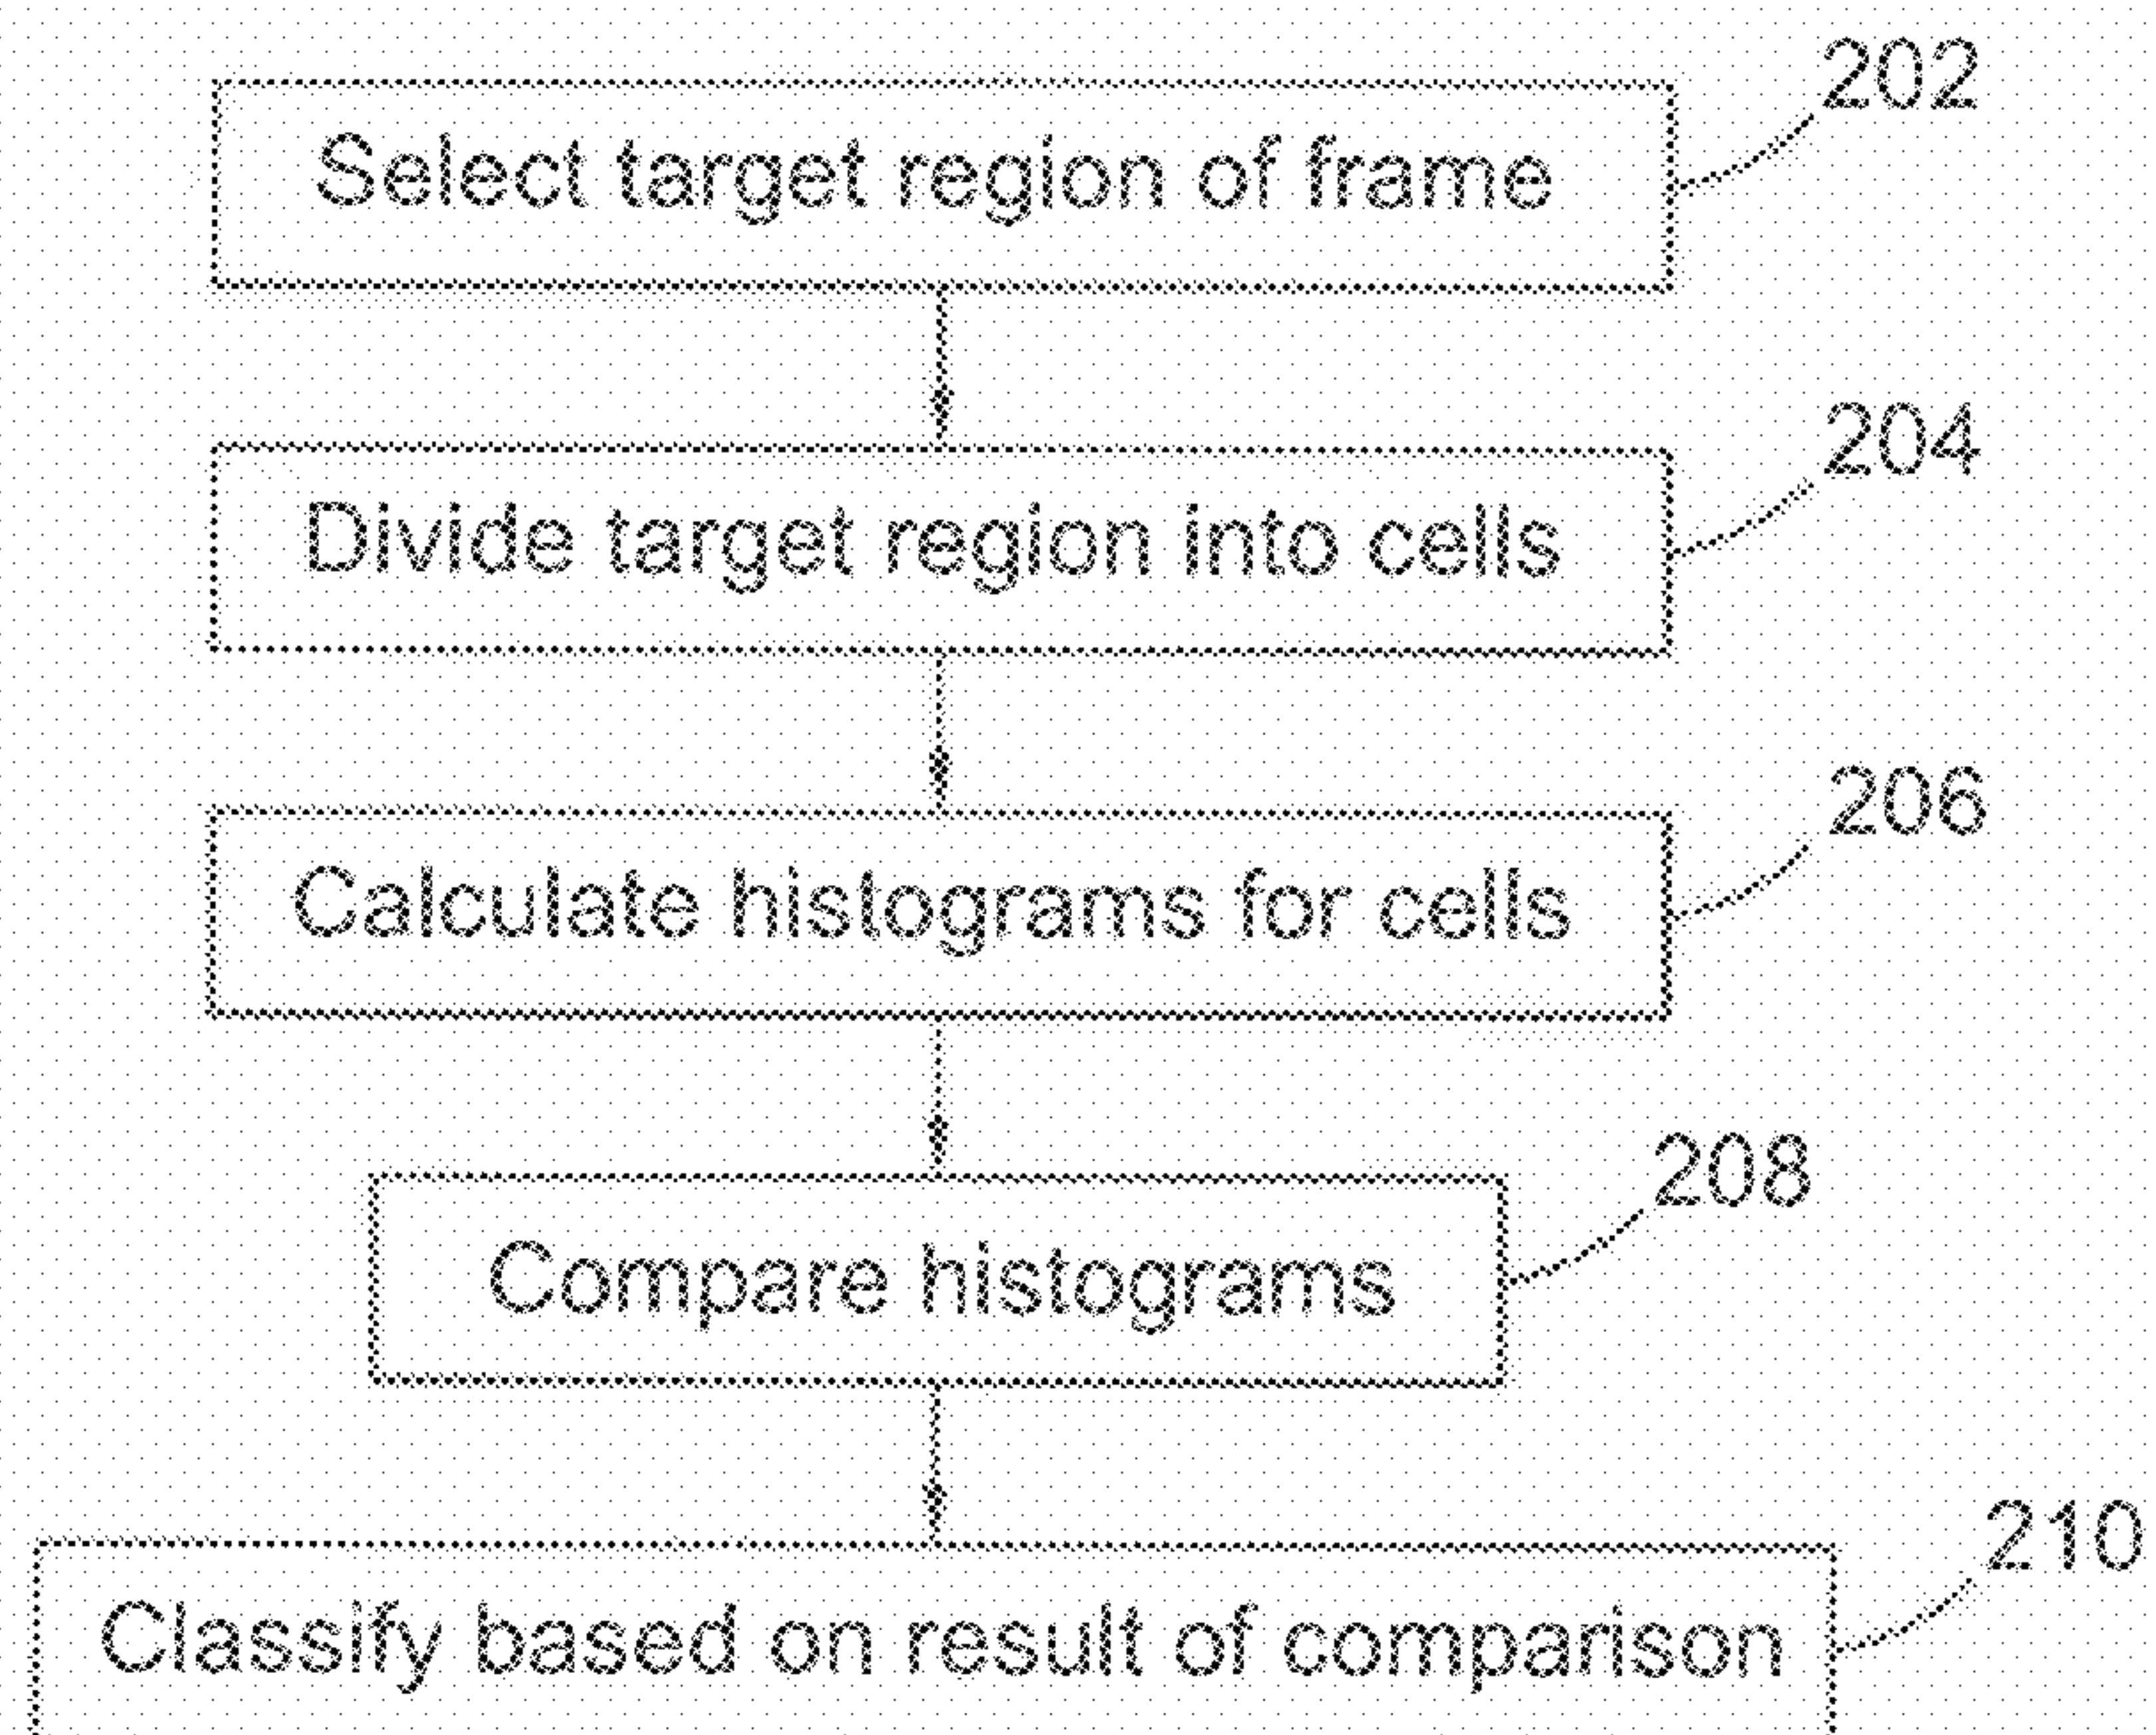 202
Select target region of frame
204
Divide target region into cells
206
Calculate histograms for cells
208
Compare histograms
210
Classify based on result of comparison